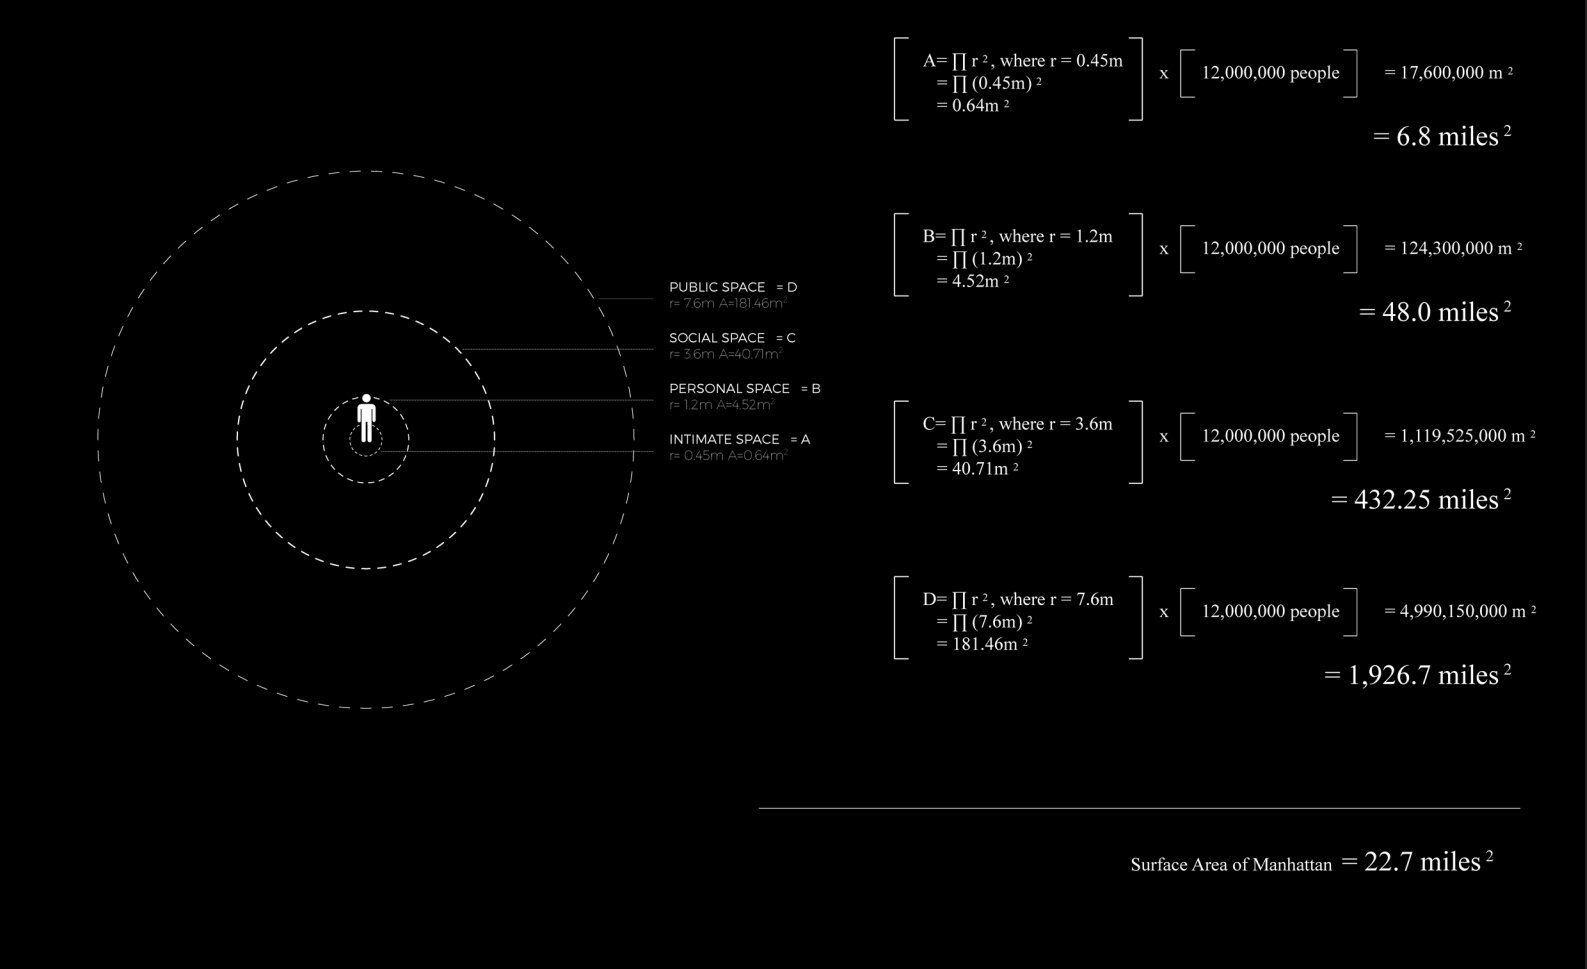 PUBLIC SPACE = D
r= 7.6m A=181.46m²
SOCIAL SPACE = C
r= 3.6m A=40.71m²
PERSONAL SPACE = B
r= 1.2m A=4.52m²
INTIMATE SPACE = A
r= 0.45m A=0.64m²
A= ∏ r ², where r = 0.45m
= ∏ (0.45m) ²
= 0.64m ²
x
12,000,000 people
= 17,600,000 m ²
= 6.8 miles ²
B= ∏ r ², where r = 1.2m
= ∏ (1.2m) ²
= 4.52m ²
x
12,000,000 people
= 124,300,000 m ²
= 48.0 miles ²
C= ∏ r ², where r = 3.6m
= ∏ (3.6m) ²
= 40.71m ²
x
12,000,000 people
= 1,119,525,000 m ²
= 432.25 miles ²
D= ∏ r ², where r = 7.6m
= ∏ (7.6m) ²
= 181.46m ²
x
12,000,000 people
= 4,990,150,000 m ²
= 1,926.7 miles ²
Surface Area of Manhattan = 22.7 miles ²